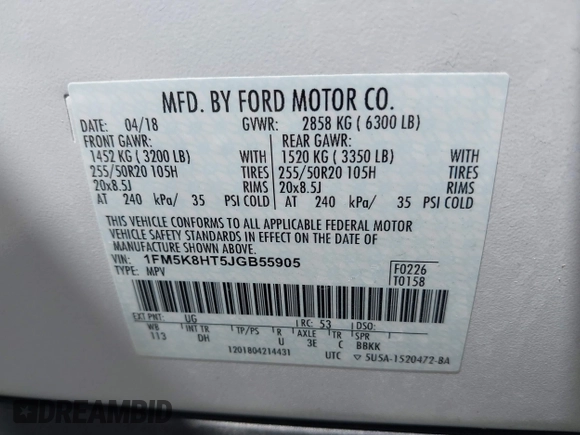 MFD. BY FORD MOTOR CO.
DATE: 04/18 GVWR: 2858 KG ( 6300 LB)
FRONT GAWR: REAR GAWR:
1452 KG ( 3200 LB) WITH 1520 KG ( 3350 LB) WITH
255/50R20 105H TIRES 255/50R20 105H TIRES
20x8.5J RIMS 20x8.5J RIMS
AT 240 kPa/ 35 PSI COLD AT 240 kPa/ 35 PSI COLD
THIS VEHICLE CONFORMS TO ALL APPLICABLE FEDERAL MOTOR
VEHICLE SAFETY STANDARDS IN EFFECT ON THE DATE OF
MANUFACTURE SHOWN ABOVE.
VIN: 1FM5K8HT5JGB55905 F0226
TYPE: MPV T0158
EXT PNT: UG RC: 53 DSO:
WB INT TR TP/PS R AXLE TR SPR
113 DH U 3E C BBKK
1201804214431 UTC ▽ 5U5A-1520472-BA
DREAMBID